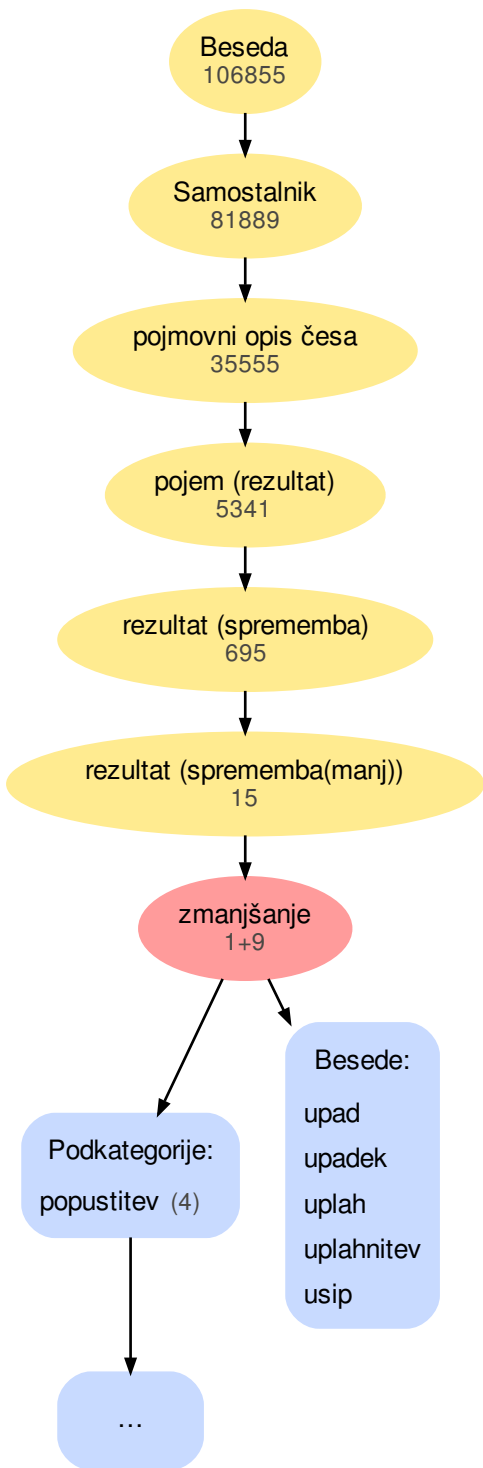 Beseda
106855
Samostalnik
81889
pojmovni opis česa
35555
pojem (rezultat)
5341
rezultat (sprememba)
695
rezultat (sprememba(manj))
15
zmanjšanje
1+9
Podkategorije:
popustitev (4)
Besede:
upad
upadek
uplah
uplahnitev
usip
...